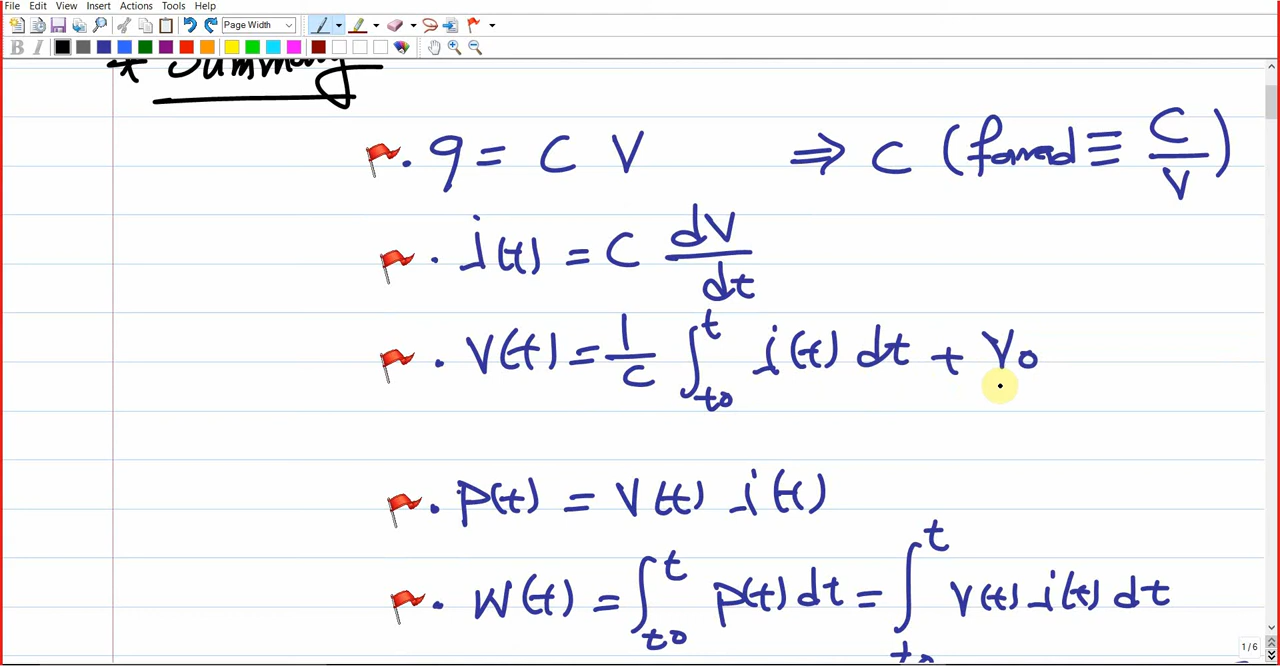 File Edit View Insert Actions Tools Help
Page Width
B I
* Summary
. q = C V ⇒ C (farad ≡ C/V)
. i(t) = C dV/dt
. V(t) = 1/C ∫_{t0}^{t} i(t) dt + V0
. P(t) = V(t) i(t)
. W(t) = ∫_{t0}^{t} P(t) dt = ∫_{t0}^{t} V(t) i(t) dt
1/6